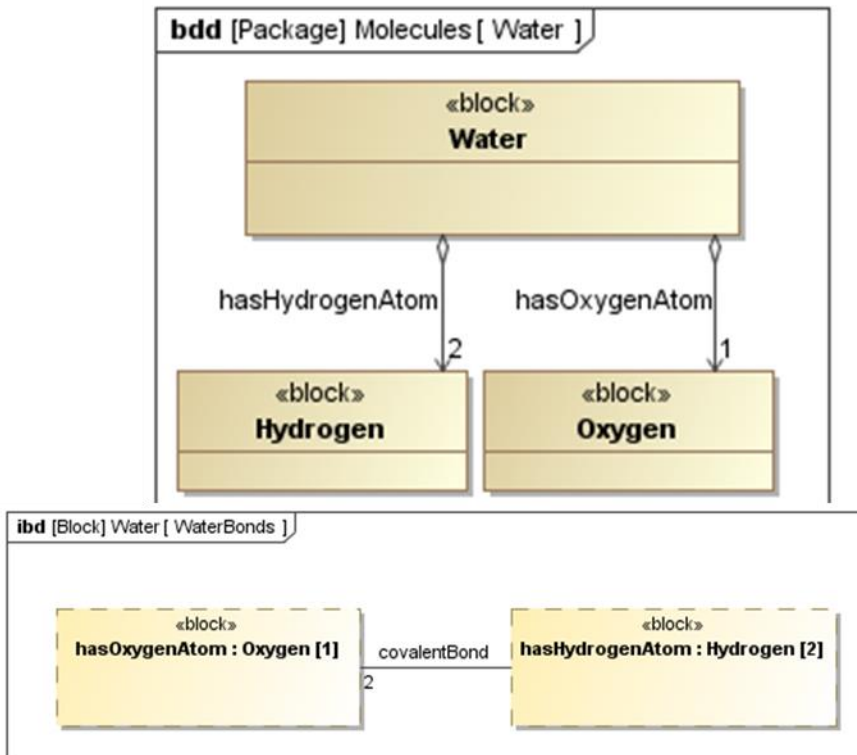 bdd [Package] Molecules [ Water ]
«block»
Water
hasHydrogenAtom
hasOxygenAtom
2
1
«block»
Hydrogen
«block»
Oxygen
ibd [Block] Water [ WaterBonds ]
«block»
hasOxygenAtom : Oxygen [1]
covalentBond
2
«block»
hasHydrogenAtom : Hydrogen [2]